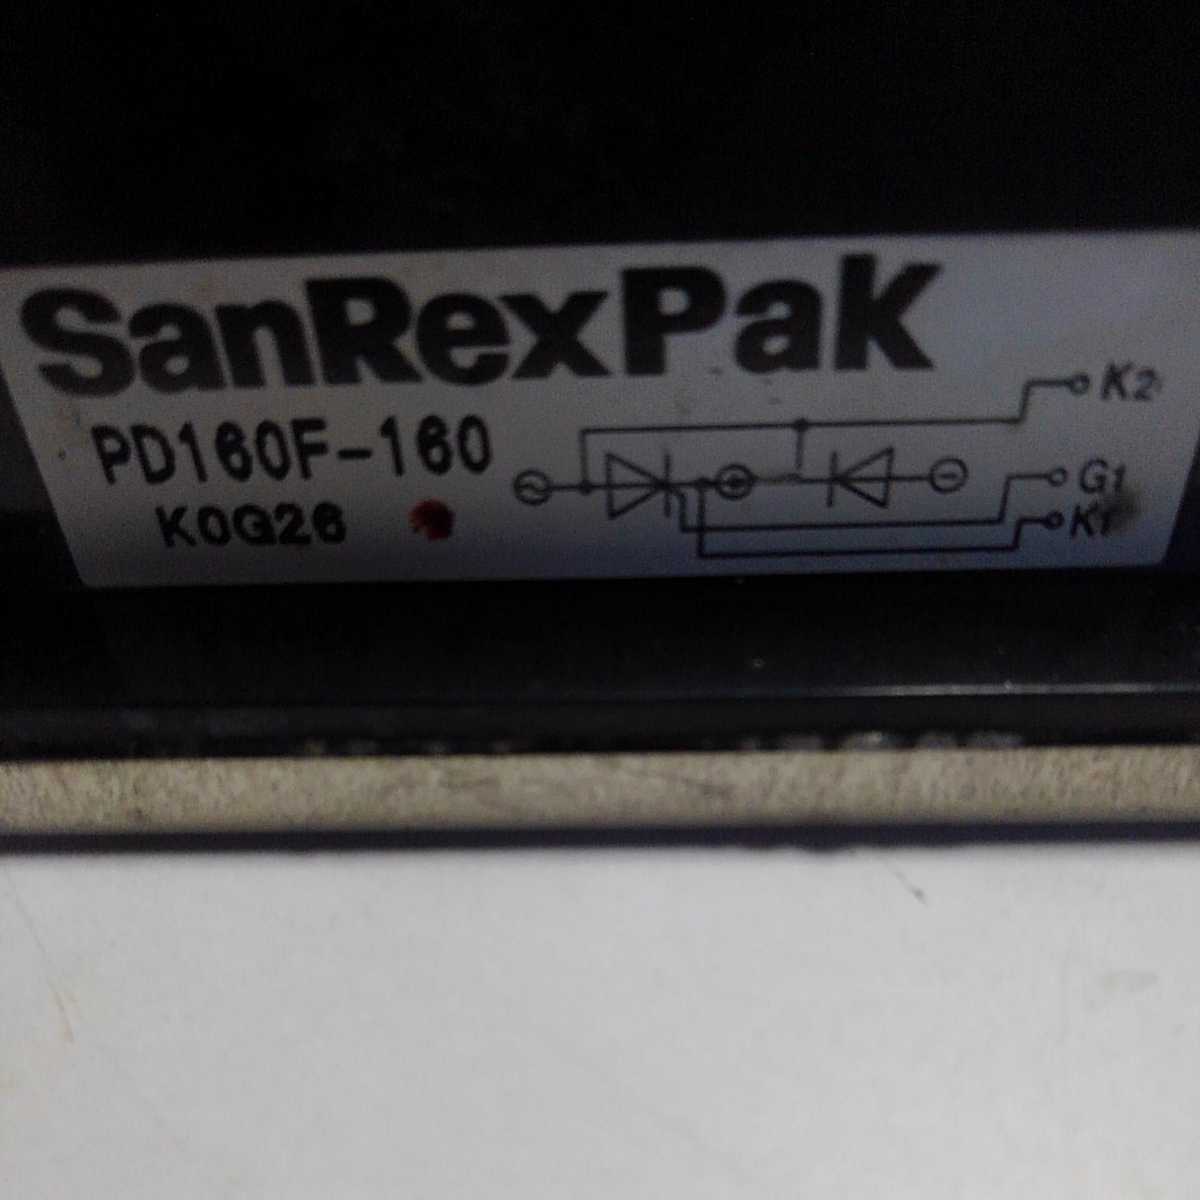 SanRexPak
PD160F-160
K0G26
K2
G1
K1